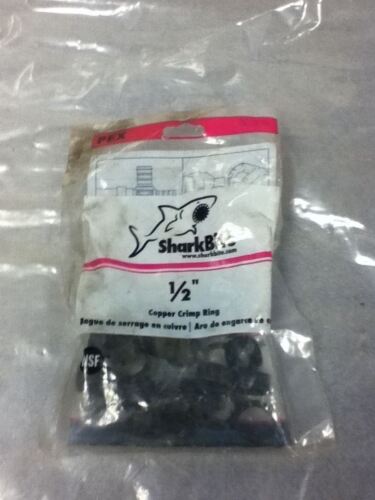 PEX
SharkBite
www.sharkbite.com
1/2"
Copper Crimp Ring
Bague de serrage en cuivre | Aro de engarce de c
NSF